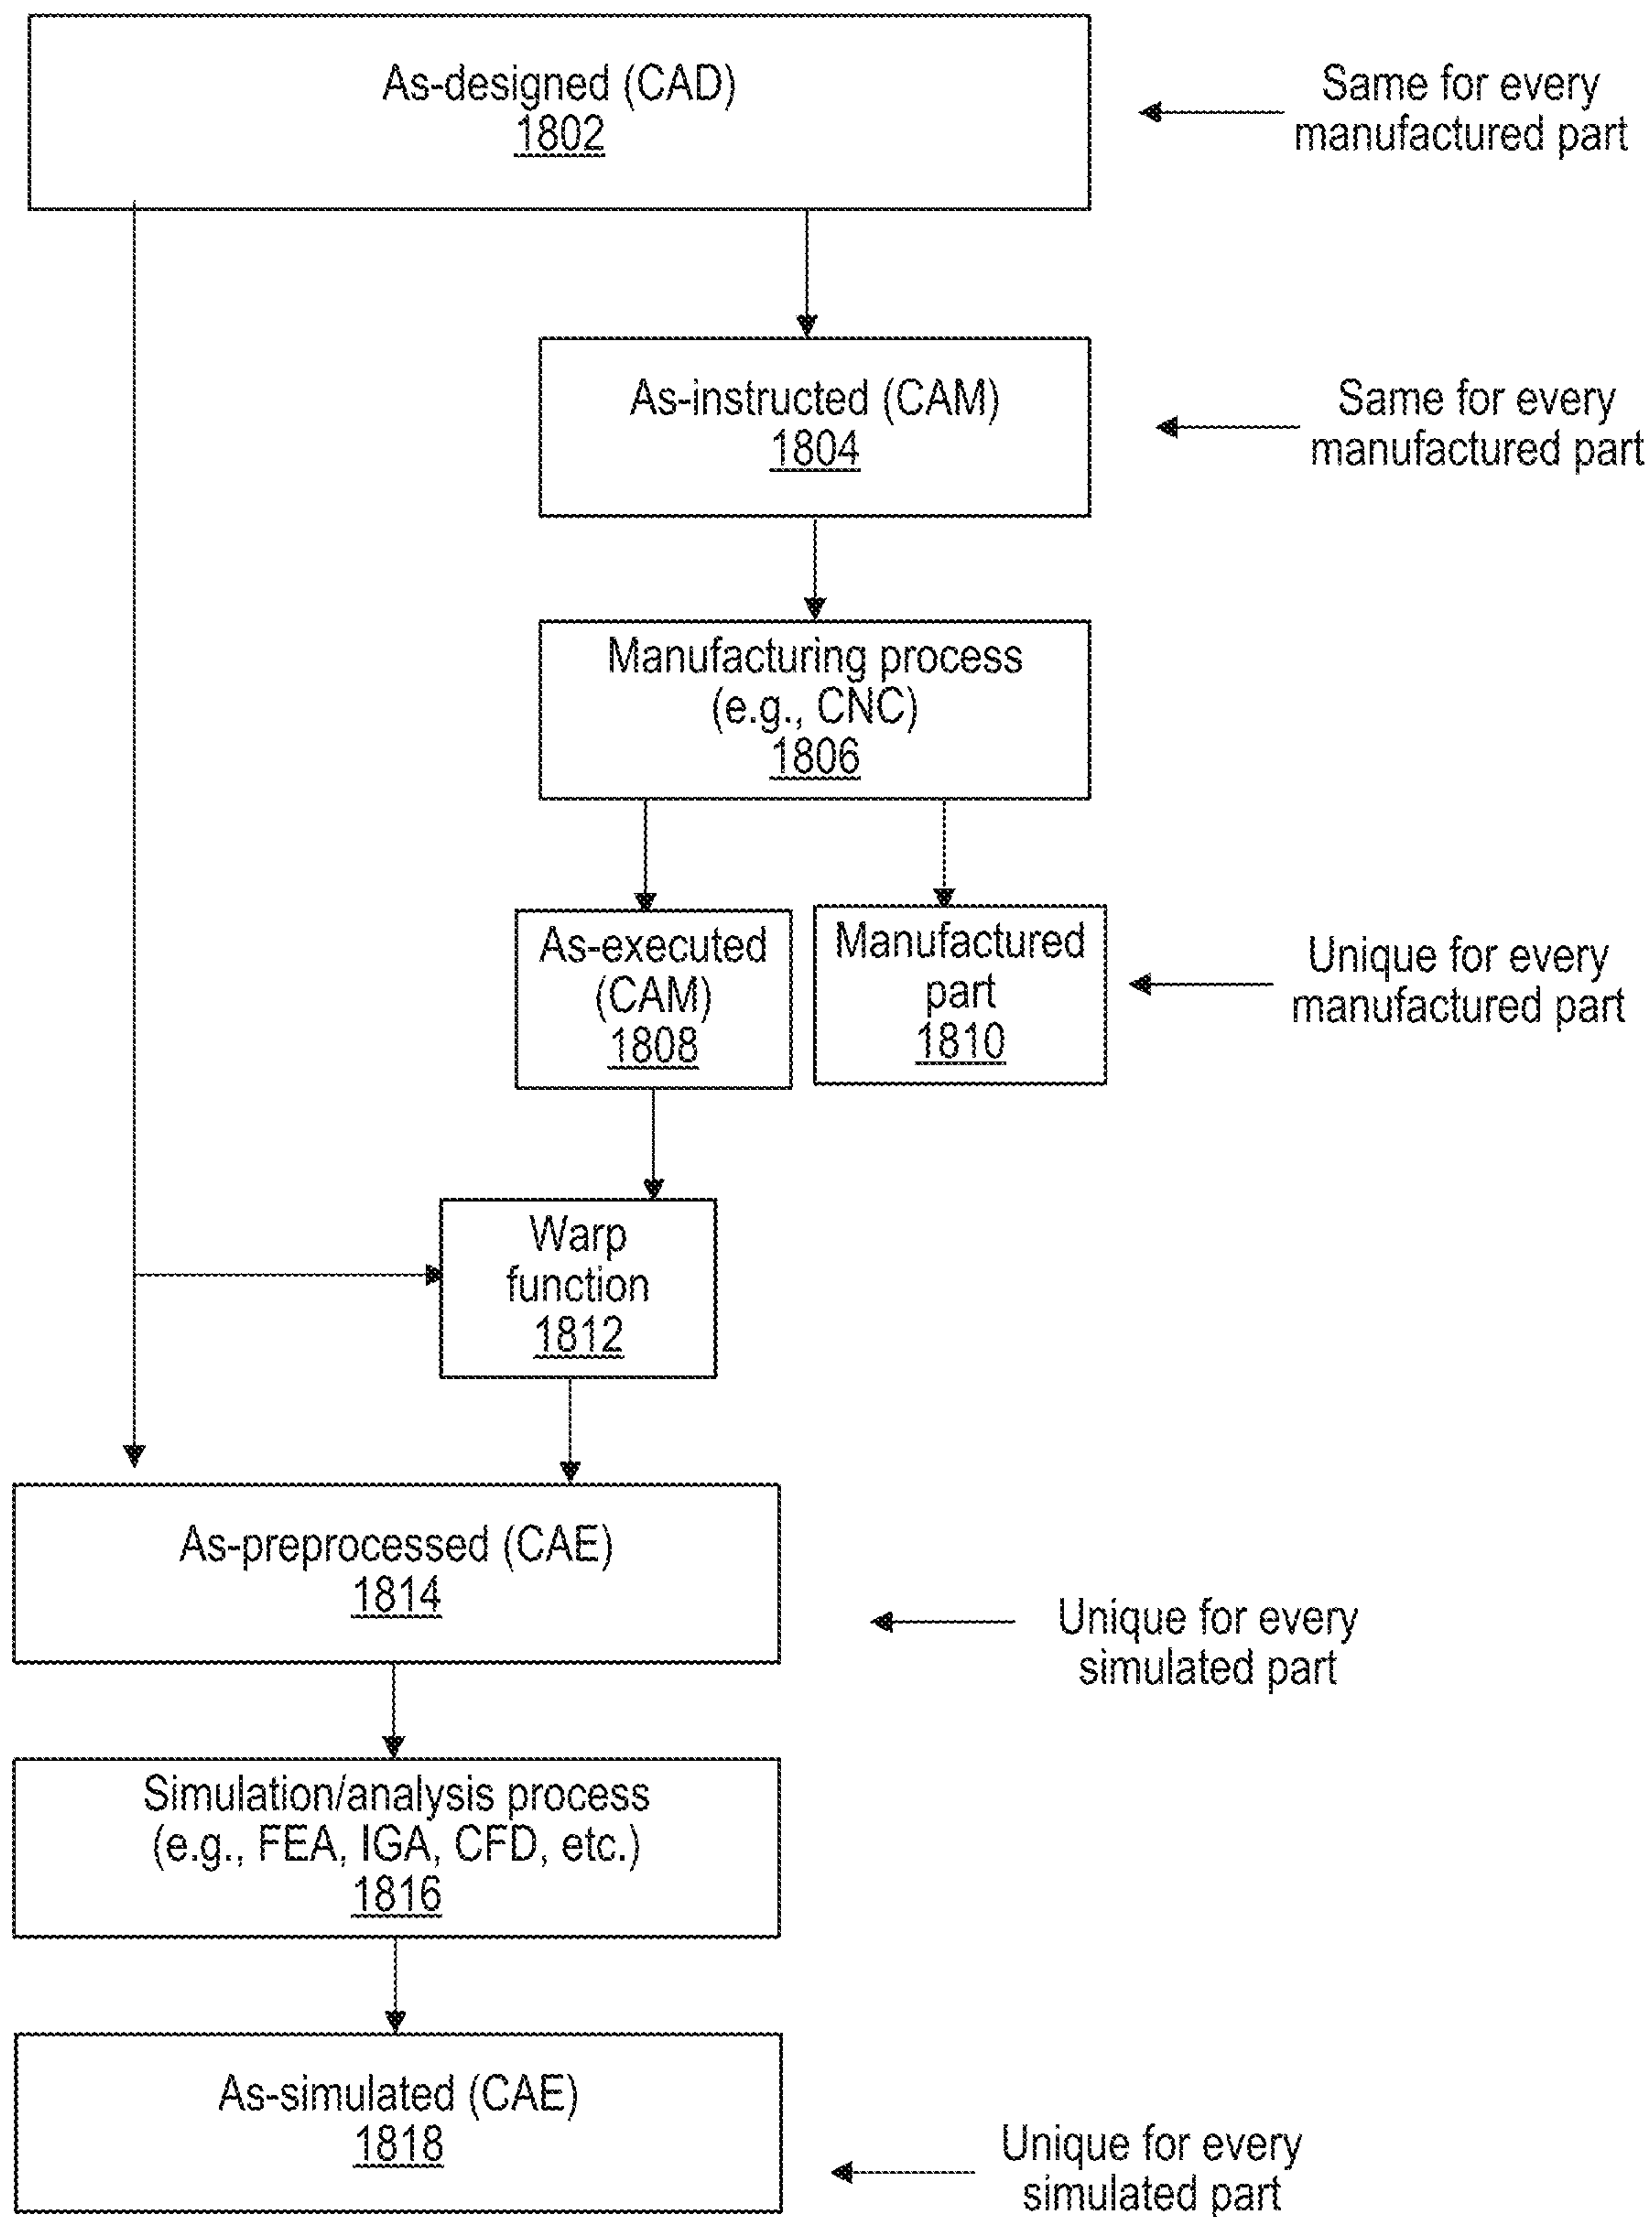 As-designed (CAD)
1802
Same for every
manufactured part
As-instructed (CAM)
1804
Same for every
manufactured part
Manufacturing process
(e.g., CNC)
1806
As-executed
(CAM)
1808
Manufactured
part
1810
Unique for every
manufactured part
Warp
function
1812
As-preprocessed (CAE)
1814
Unique for every
simulated part
Simulation/analysis process
(e.g., FEA, IGA, CFD, etc.)
1816
As-simulated (CAE)
1818
Unique for every
simulated part